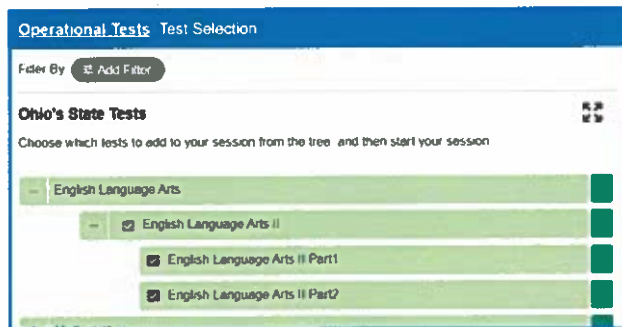 Operational Tests Test Selection
Filter By Add Filter
Ohio's State Tests
Choose which tests to add to your session from the tree and then start your session
English Language Arts
English Language Arts II
English Language Arts II Part1
English Language Arts II Part2